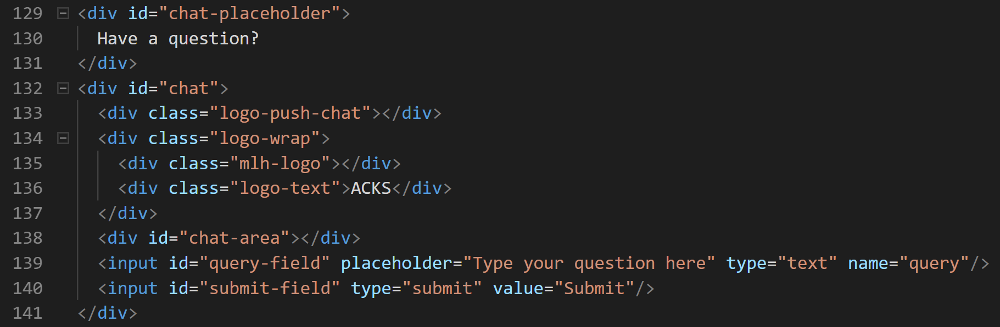 129 <div id="chat-placeholder">
130 Have a question?
131 </div>
132 <div id="chat">
133 <div class="logo-push-chat"></div>
134 <div class="logo-wrap">
135 <div class="mlh-logo"></div>
136 <div class="logo-text">ACKS</div>
137 </div>
138 <div id="chat-area"></div>
139 <input id="query-field" placeholder="Type your question here" type="text" name="query"/>
140 <input id="submit-field" type="submit" value="Submit"/>
141 </div>